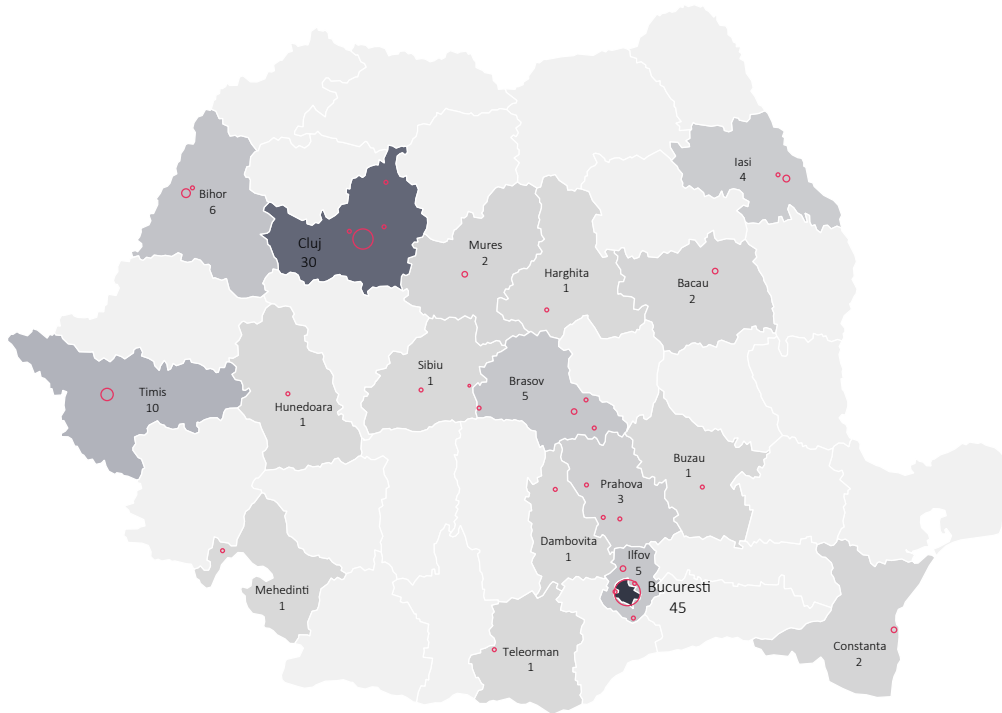 Iasi
4
Bihor
6
Cluj
30
Mures
2
Harghita
1
Bacau
2
Sibiu
1
Brasov
5
Timis
10
Hunedoara
1
Buzau
1
Prahova
3
Dambovita
1
Ilfov
5
Bucuresti
45
Mehedinti
1
Teleorman
1
Constanta
2